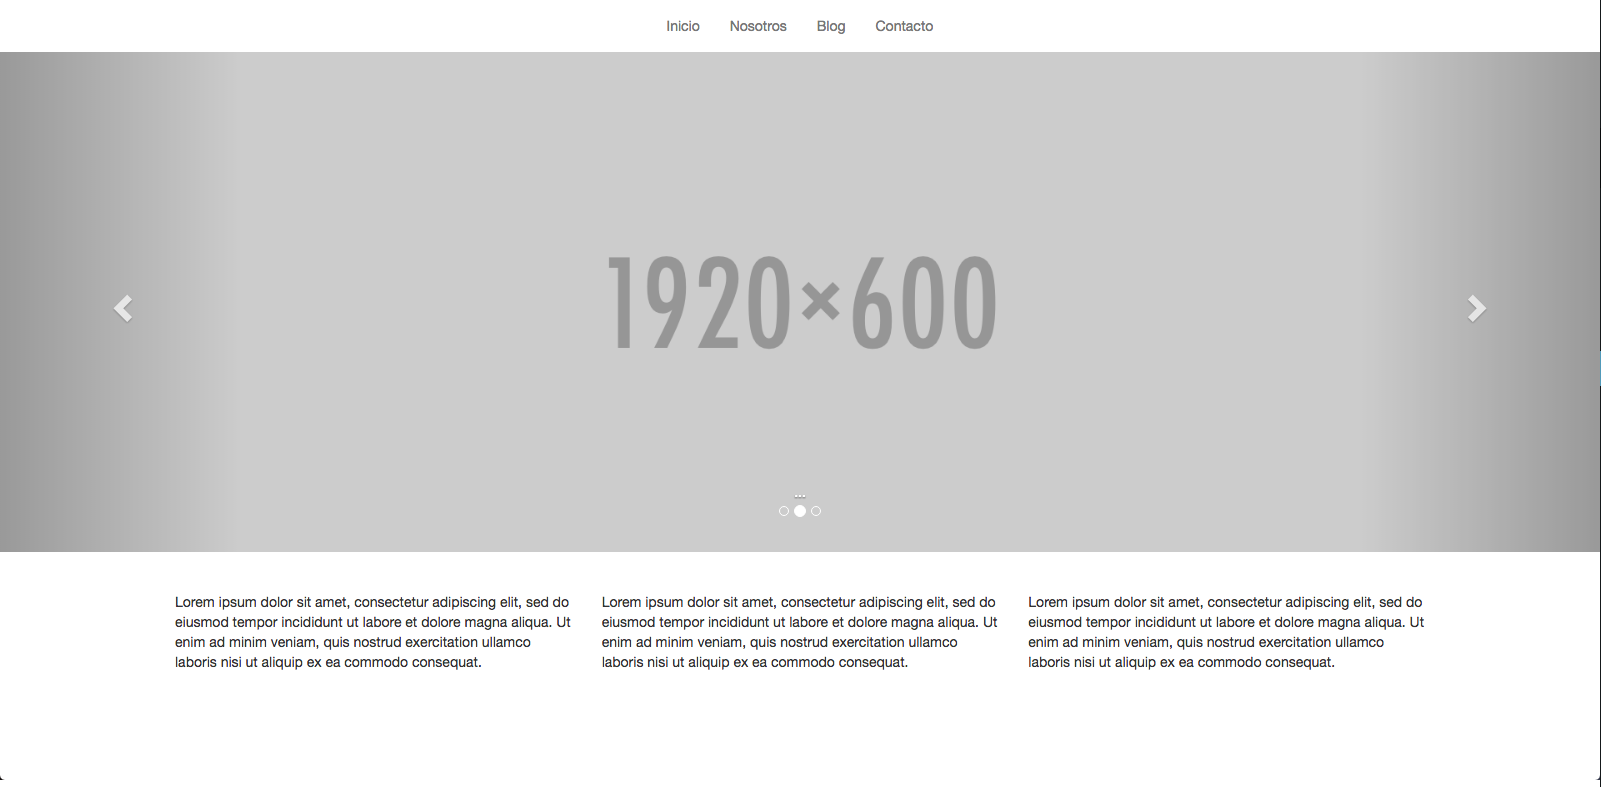 Inicio Nosotros Blog Contacto
1920×600
...
Lorem ipsum dolor sit amet, consectetur adipiscing elit, sed do
eiusmod tempor incididunt ut labore et dolore magna aliqua. Ut
enim ad minim veniam, quis nostrud exercitation ullamco
laboris nisi ut aliquip ex ea commodo consequat.
Lorem ipsum dolor sit amet, consectetur adipiscing elit, sed do
eiusmod tempor incididunt ut labore et dolore magna aliqua. Ut
enim ad minim veniam, quis nostrud exercitation ullamco
laboris nisi ut aliquip ex ea commodo consequat.
Lorem ipsum dolor sit amet, consectetur adipiscing elit, sed do
eiusmod tempor incididunt ut labore et dolore magna aliqua. Ut
enim ad minim veniam, quis nostrud exercitation ullamco
laboris nisi ut aliquip ex ea commodo consequat.